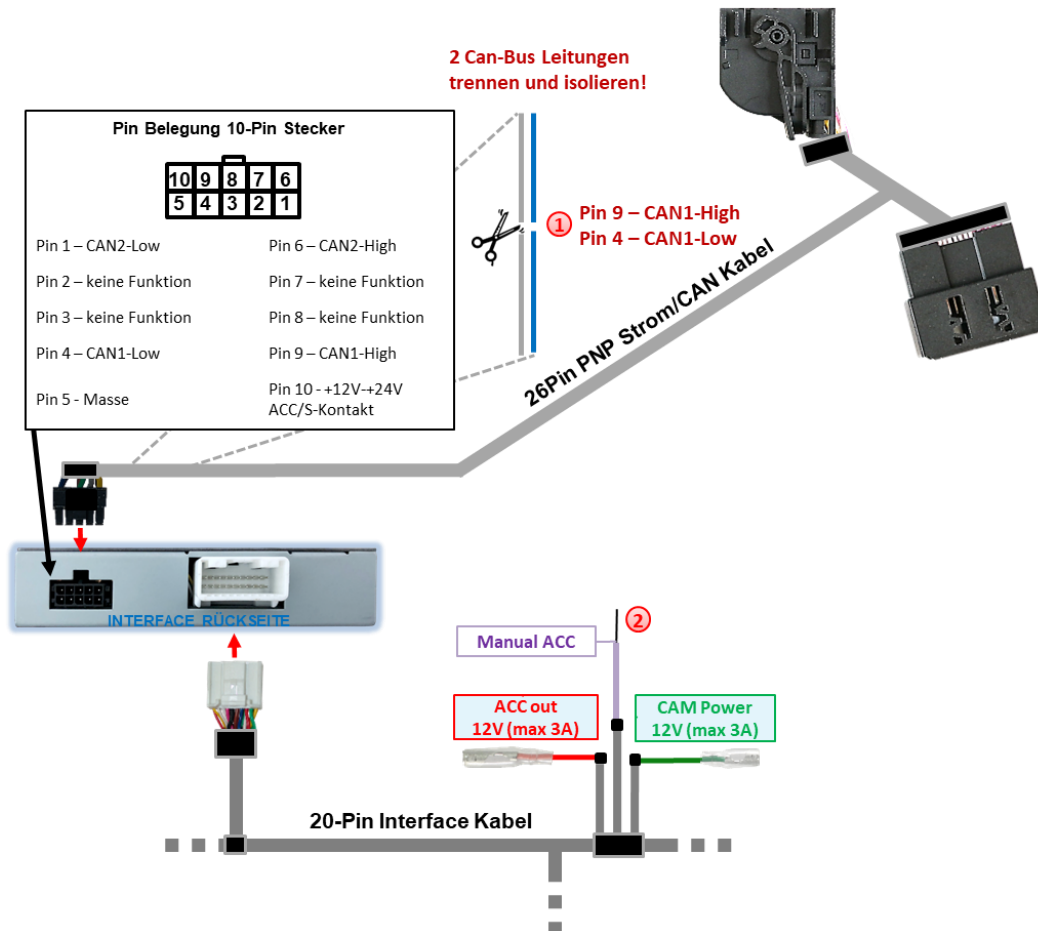 2 Can-Bus Leitungen
trennen und isolieren!
Pin Belegung 10-Pin Stecker
10 9 8 7 6
5 4 3 2 1
Pin 1 – CAN2-Low
Pin 6 – CAN2-High
Pin 2 – keine Funktion
Pin 7 – keine Funktion
Pin 3 – keine Funktion
Pin 8 – keine Funktion
Pin 4 – CAN1-Low
Pin 9 – CAN1-High
Pin 5 - Masse
Pin 10 - +12V-+24V
ACC/S-Kontakt
1
Pin 9 – CAN1-High
Pin 4 – CAN1-Low
26Pin PNP Strom/CAN Kabel
INTERFACE RÜCKSEITE
2
Manual ACC
ACC out
12V (max 3A)
CAM Power
12V (max 3A)
20-Pin Interface Kabel